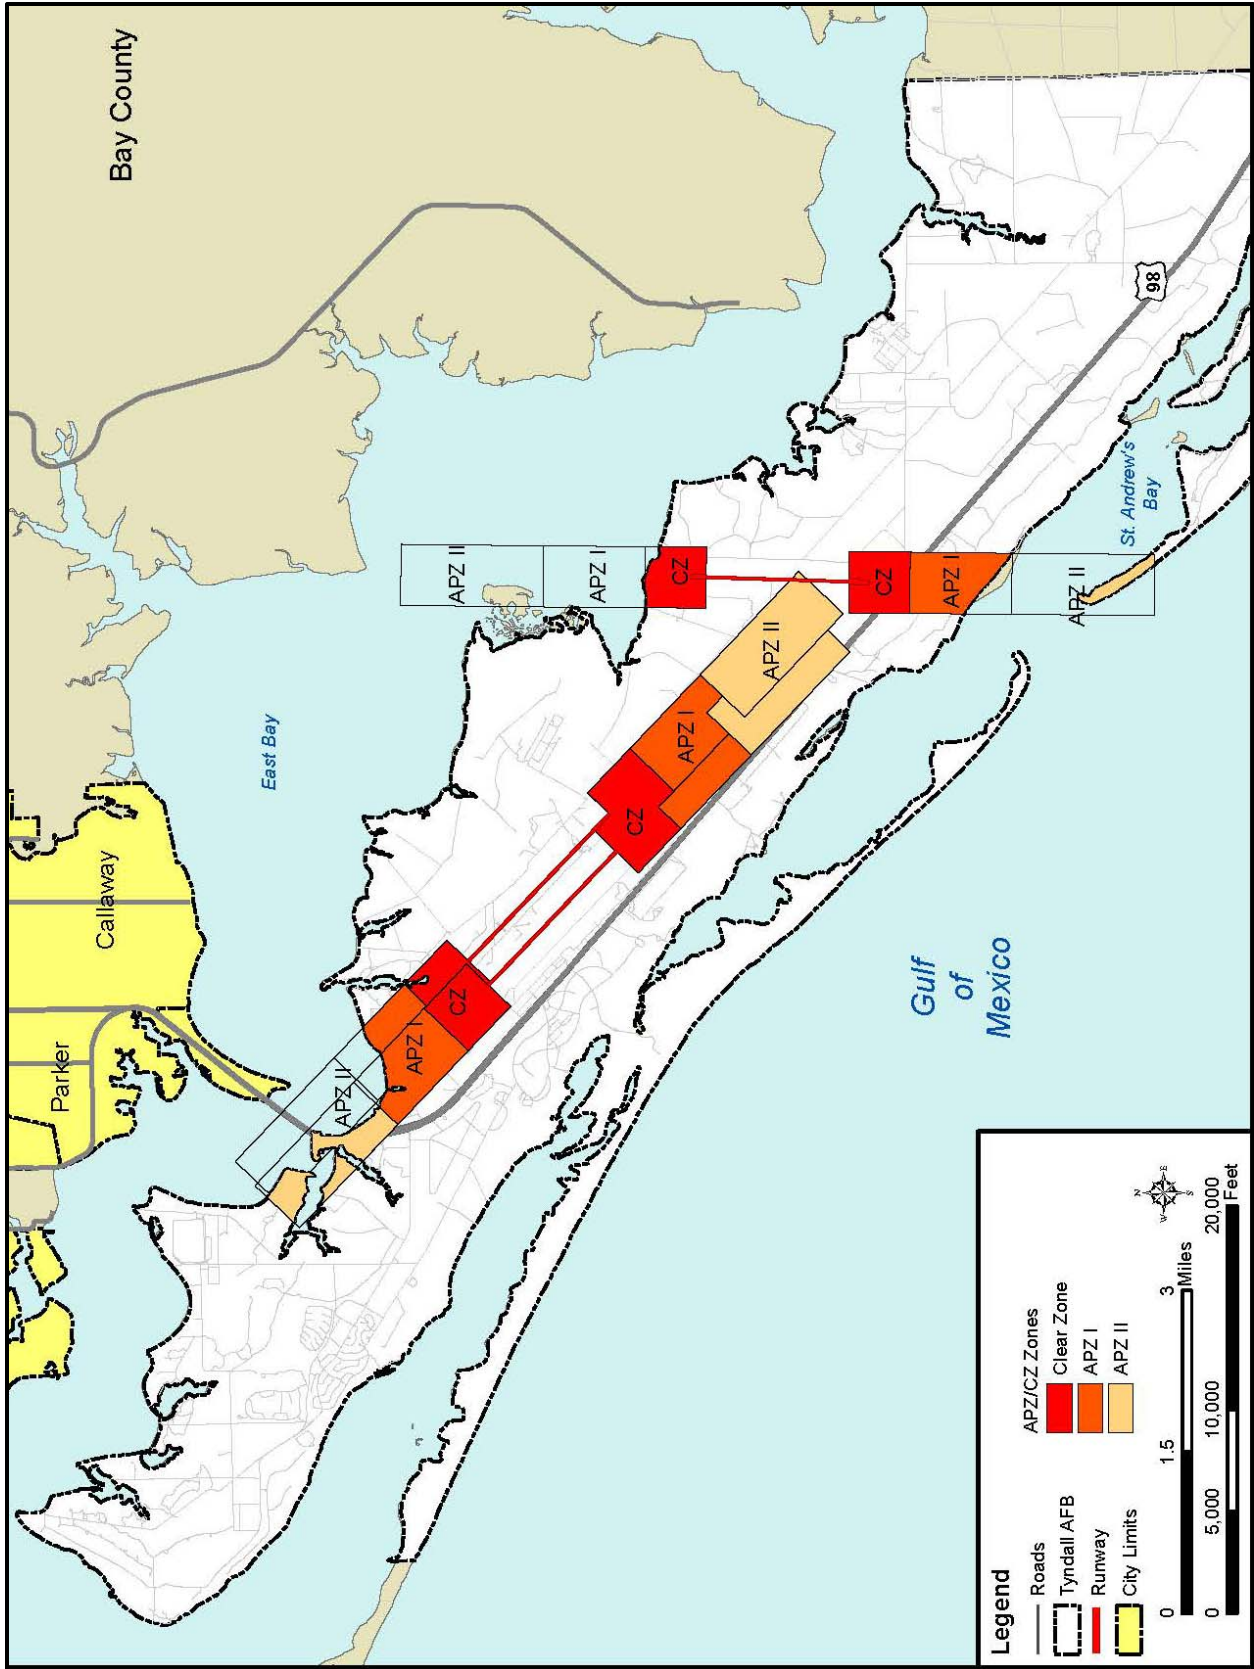 Bay County
Callaway
Parker
East Bay
APZ II
APZ I
CZ
CZ
APZ I
APZ II
APZ II
APZ I
CZ
CZ
APZ I
APZ II
98
St. Andrew's
Bay
Gulf
of
Mexico
Legend
Roads
Tyndall AFB
Runway
City Limits
APZ/CZ Zones
Clear Zone
APZ I
APZ II
N
W E
S
0 1.5 3
Miles
0 5,000 10,000 20,000
Feet